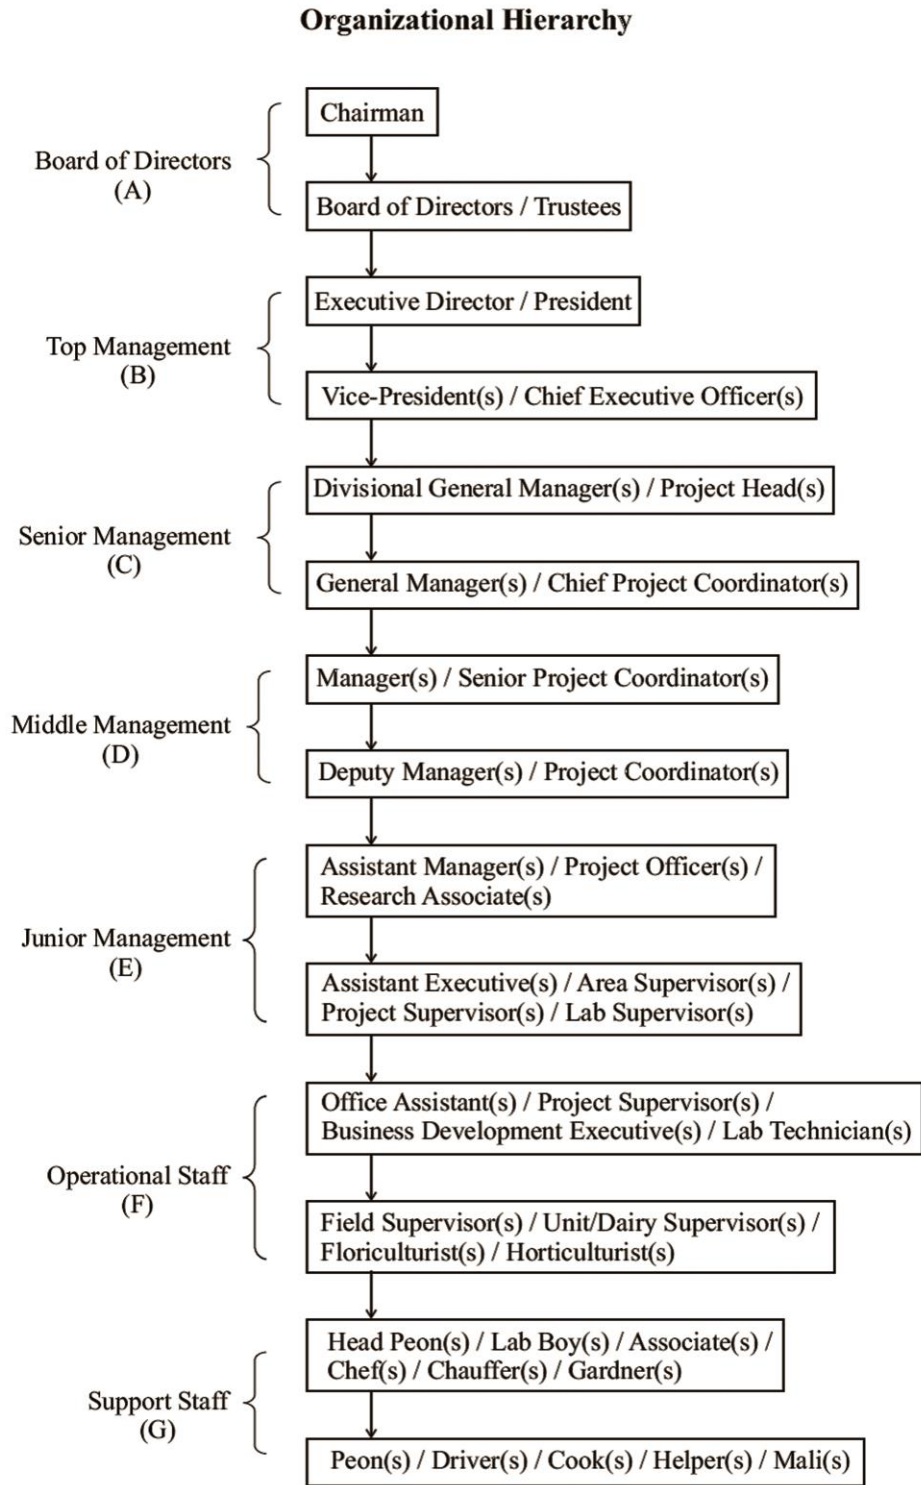 Organizational Hierarchy
Board of Directors
(A)
Chairman
Board of Directors / Trustees
Top Management
(B)
Executive Director / President
Vice-President(s) / Chief Executive Officer(s)
Senior Management
(C)
Divisional General Manager(s) / Project Head(s)
General Manager(s) / Chief Project Coordinator(s)
Middle Management
(D)
Manager(s) / Senior Project Coordinator(s)
Deputy Manager(s) / Project Coordinator(s)
Junior Management
(E)
Assistant Manager(s) / Project Officer(s) /
Research Associate(s)
Assistant Executive(s) / Area Supervisor(s) /
Project Supervisor(s) / Lab Supervisor(s)
Operational Staff
(F)
Office Assistant(s) / Project Supervisor(s) /
Business Development Executive(s) / Lab Technician(s)
Field Supervisor(s) / Unit/Dairy Supervisor(s) /
Floriculturist(s) / Horticulturist(s)
Support Staff
(G)
Head Peon(s) / Lab Boy(s) / Associate(s) /
Chef(s) / Chauffer(s) / Gardner(s)
Peon(s) / Driver(s) / Cook(s) / Helper(s) / Mali(s)